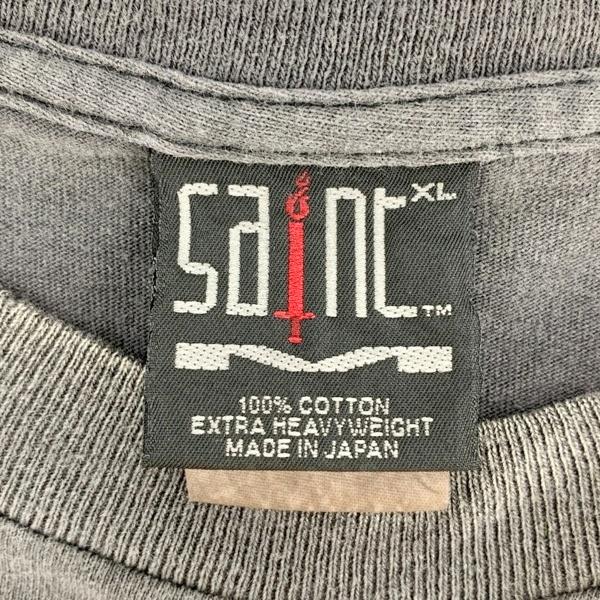 saint XL
TM
100% COTTON
EXTRA HEAVYWEIGHT
MADE IN JAPAN